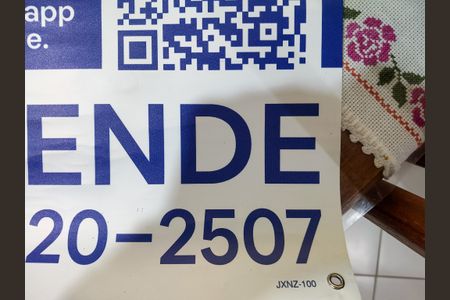 app
e.
ENDE
20-2507
JXNZ-100